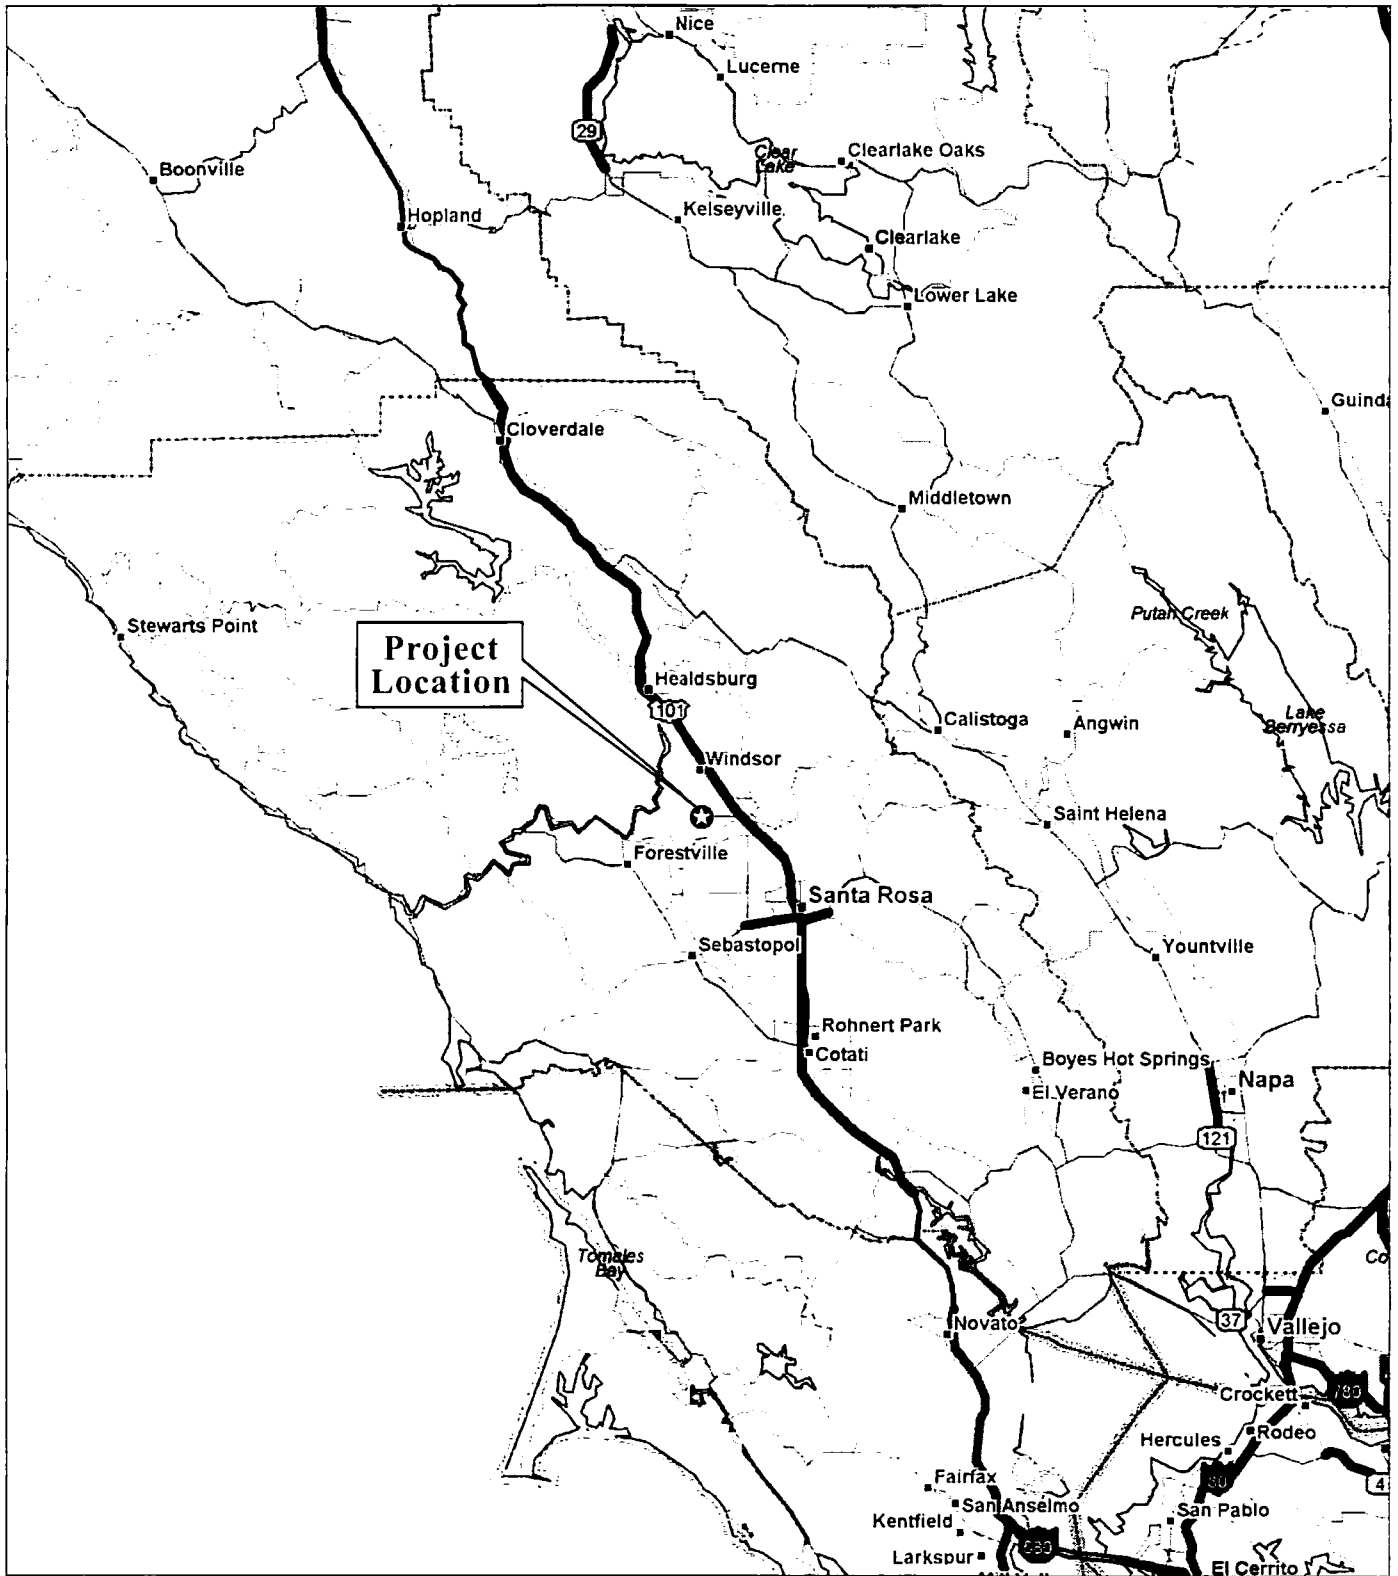 Nice
Lucerne
29
Clear
Lake
Clearlake Oaks
Boonville
Hopland
Kelseyville
Clearlake
Lower Lake
Guinda
Cloverdale
Middletown
Putah Creek
Stewarts Point
Project
Location
Healdsburg
101
Calistoga
Angwin
Lake
Berryessa
Windsor
Saint Helena
Forestville
Santa Rosa
Sebastopol
Yountville
Rohnert Park
Cotati
Boyes Hot Springs
Napa
El Verano
121
Tomales
Bay
Co
37
Novato
Vallejo
Crockett
780
Rodeo
Hercules
80
Fairfax
4
San Anselmo
San Pablo
Kentfield
Larkspur
El Cerrito